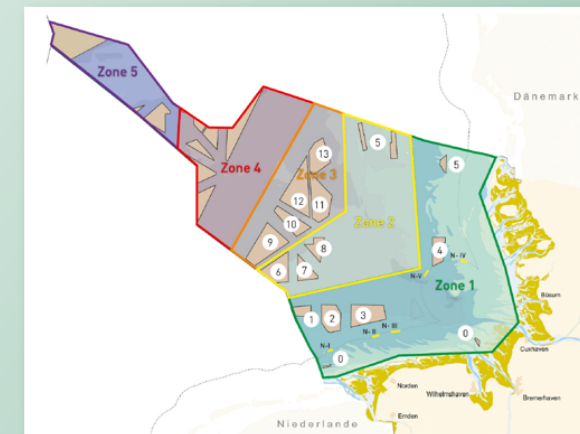 Zone 5
Dänemark
5
5
13
Zone 4
Zone 3
12
11
10
Zone 2
9
8
4
N- IV
6
7
N-V
Zone 1
Büsum
1
2
3
N- III
N- II
0
N-I
Cuxhaven
0
Norden
Wilhelmshaven
Bremerhaven
Emden
Niederlande